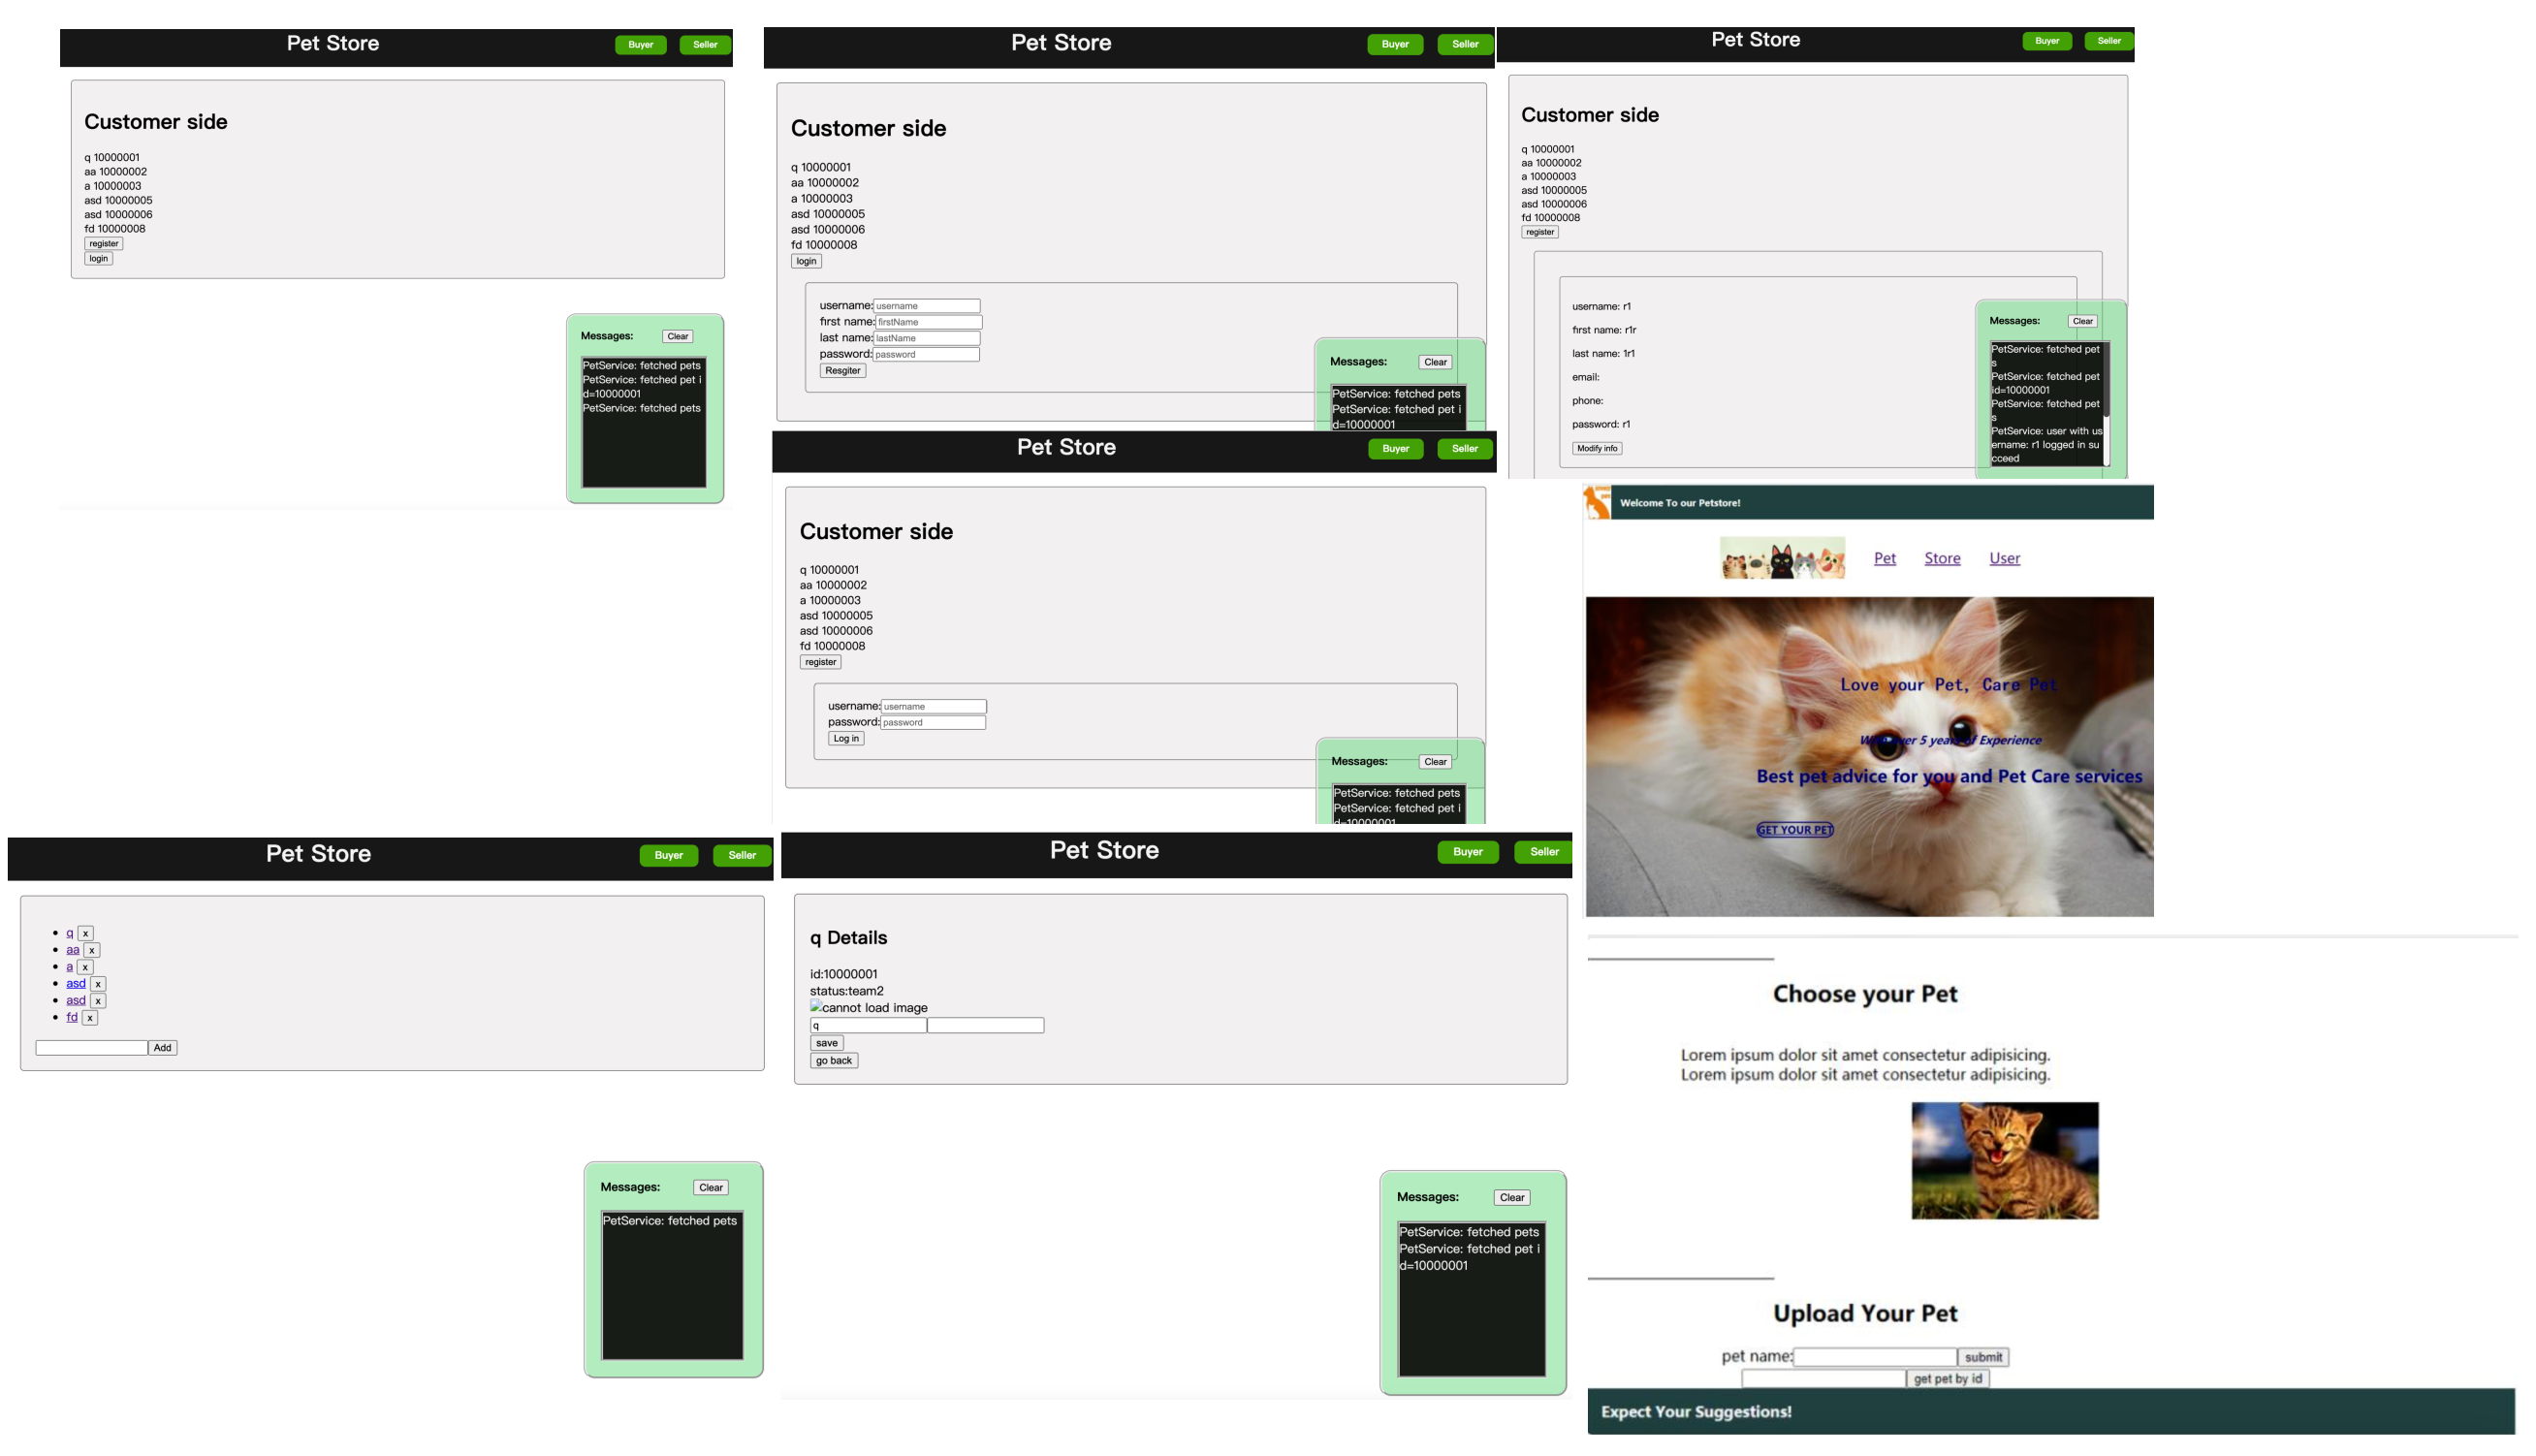 Pet Store
Buyer
Seller
Customer side
q 10000001
aa 10000002
a 10000003
asd 10000005
asd 10000006
fd 10000008
register
login
Messages:
Clear
PetService: fetched pets
PetService: fetched pet i
d=10000001
PetService: fetched pets
Pet Store
Buyer
Seller
Customer side
q 10000001
aa 10000002
a 10000003
asd 10000005
asd 10000006
fd 10000008
login
username: username
first name: firstName
last name: lastName
password: password
Resgiter
Messages:
Clear
PetService: fetched pets
PetService: fetched pet i
d=10000001
Pet Store
Buyer
Seller
Customer side
q 10000001
aa 10000002
a 10000003
asd 10000005
asd 10000006
fd 10000008
register
username: r1
first name: r1r
last name: 1r1
email:
phone:
password: r1
Modify info
Messages:
Clear
PetService: fetched pet
s
PetService: fetched pet
id=10000001
PetService: fetched pet
s
PetService: user with us
ername: r1 logged in su
cceed
Pet Store
Buyer
Seller
Customer side
q 10000001
aa 10000002
a 10000003
asd 10000005
asd 10000006
fd 10000008
register
username: username
password: password
Log in
Messages:
Clear
PetService: fetched pets
PetService: fetched pet i
d=10000001
Welcome To our Petstore!
Pet
Store
User
Love your Pet, Care Pet
With over 5 years of Experience
Best pet advice for you and Pet Care services
GET YOUR PET
Pet Store
Buyer
Seller
q x
aa x
a x
asd x
asd x
fd x
Add
Messages:
Clear
PetService: fetched pets
Pet Store
Buyer
Seller
q Details
id:10000001
status:team2
cannot load image
q
save
go back
Messages:
Clear
PetService: fetched pets
PetService: fetched pet i
d=10000001
Choose your Pet
Lorem ipsum dolor sit amet consectetur adipisicing.
Lorem ipsum dolor sit amet consectetur adipisicing.
Upload Your Pet
pet name: submit
get pet by id
Expect Your Suggestions!